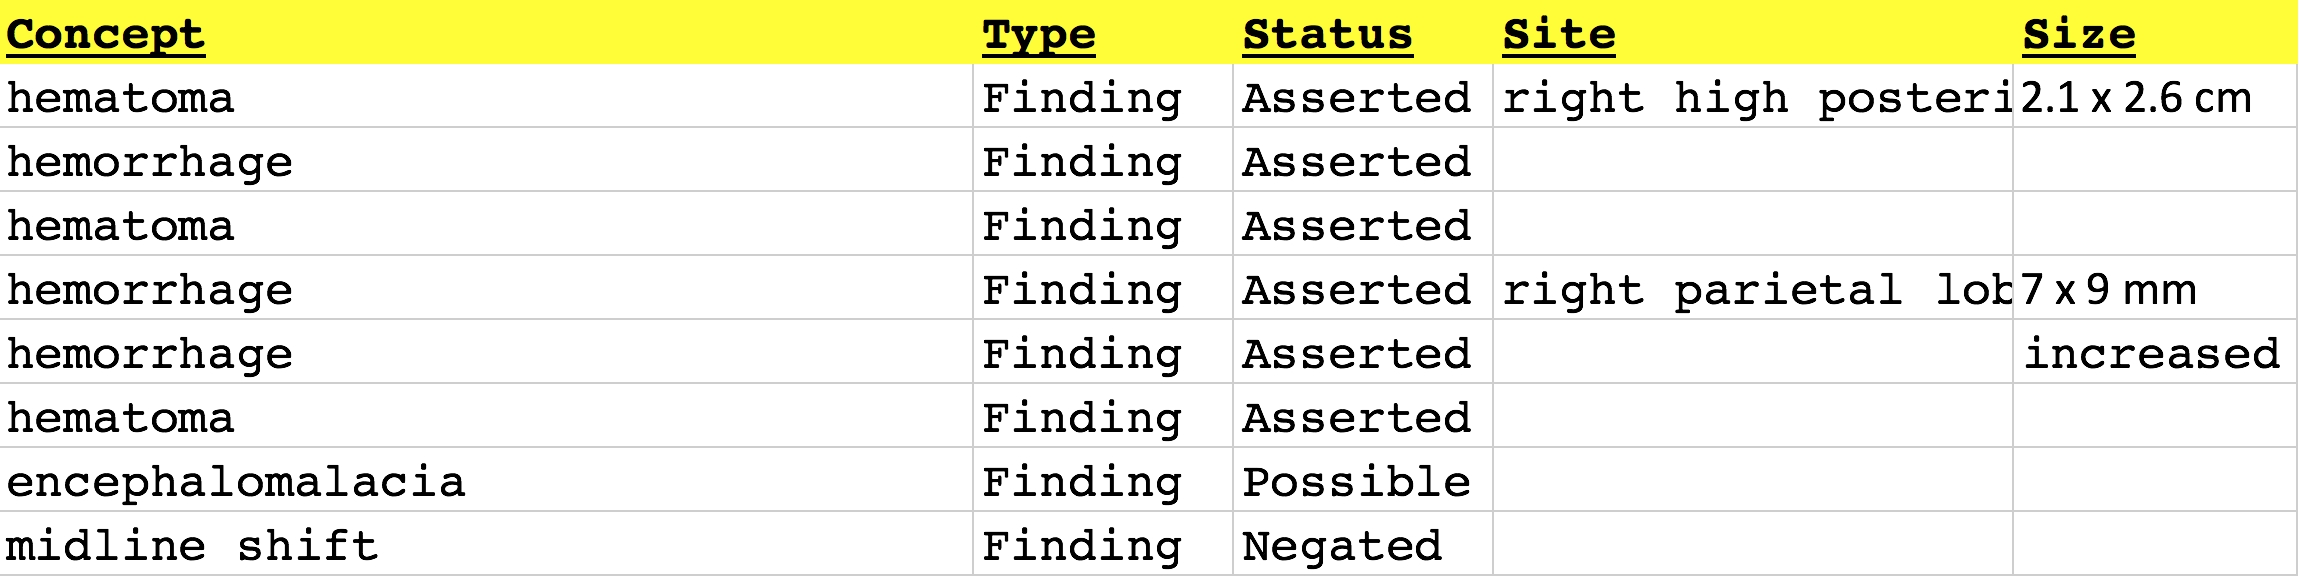 Concept Type Status Site Size
hematoma Finding Asserted right high posteri 2.1 x 2.6 cm
hemorrhage Finding Asserted
hematoma Finding Asserted
hemorrhage Finding Asserted right parietal lob 7 x 9 mm
hemorrhage Finding Asserted increased
hematoma Finding Asserted
encephalomalacia Finding Possible
midline shift Finding Negated